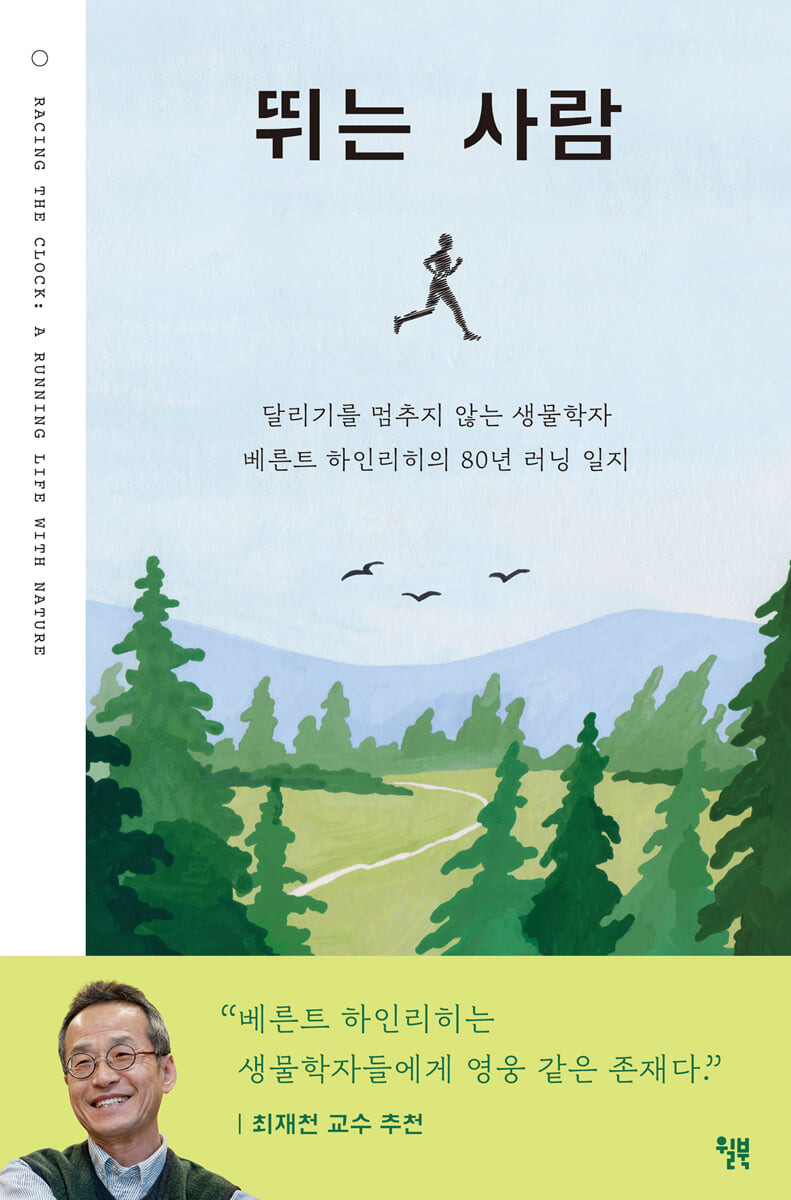 RACING THE CLOCK: A RUNNING LIFE WITH NATURE
뛰는 사람
달리기를 멈추지 않는 생물학자
베른트 하인리히의 80년 러닝 일지
“베른트 하인리히는
생물학자들에게 영웅 같은 존재다.”
| 최재천 교수 추천
윌북